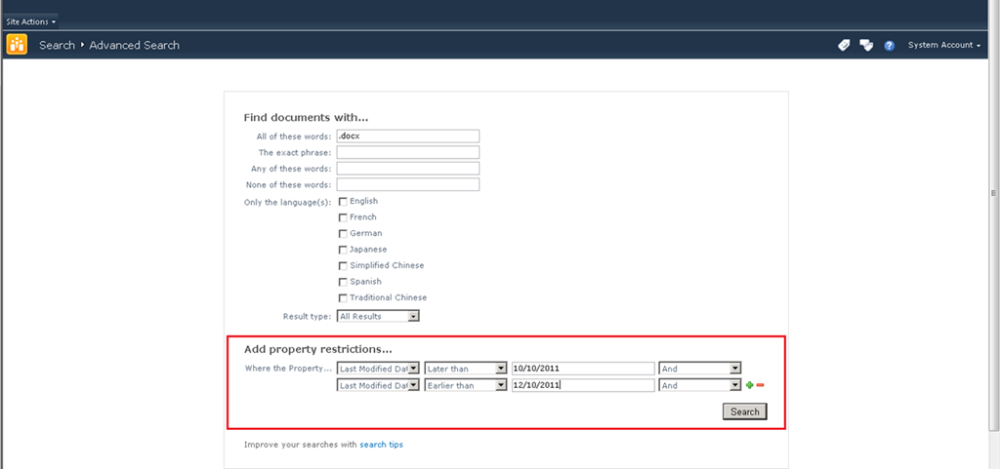 Site Actions
Search Advanced Search
System Account
Find documents with...
All of these words: .docx
The exact phrase:
Any of these words:
None of these words:
Only the language(s): English
French
German
Japanese
Simplified Chinese
Spanish
Traditional Chinese
Result type: All Results
Add property restrictions...
Where the Property... Last Modified Dat Later than 10/10/2011 And
Last Modified Dat Earlier than 12/10/2011 And
Search
Improve your searches with search tips